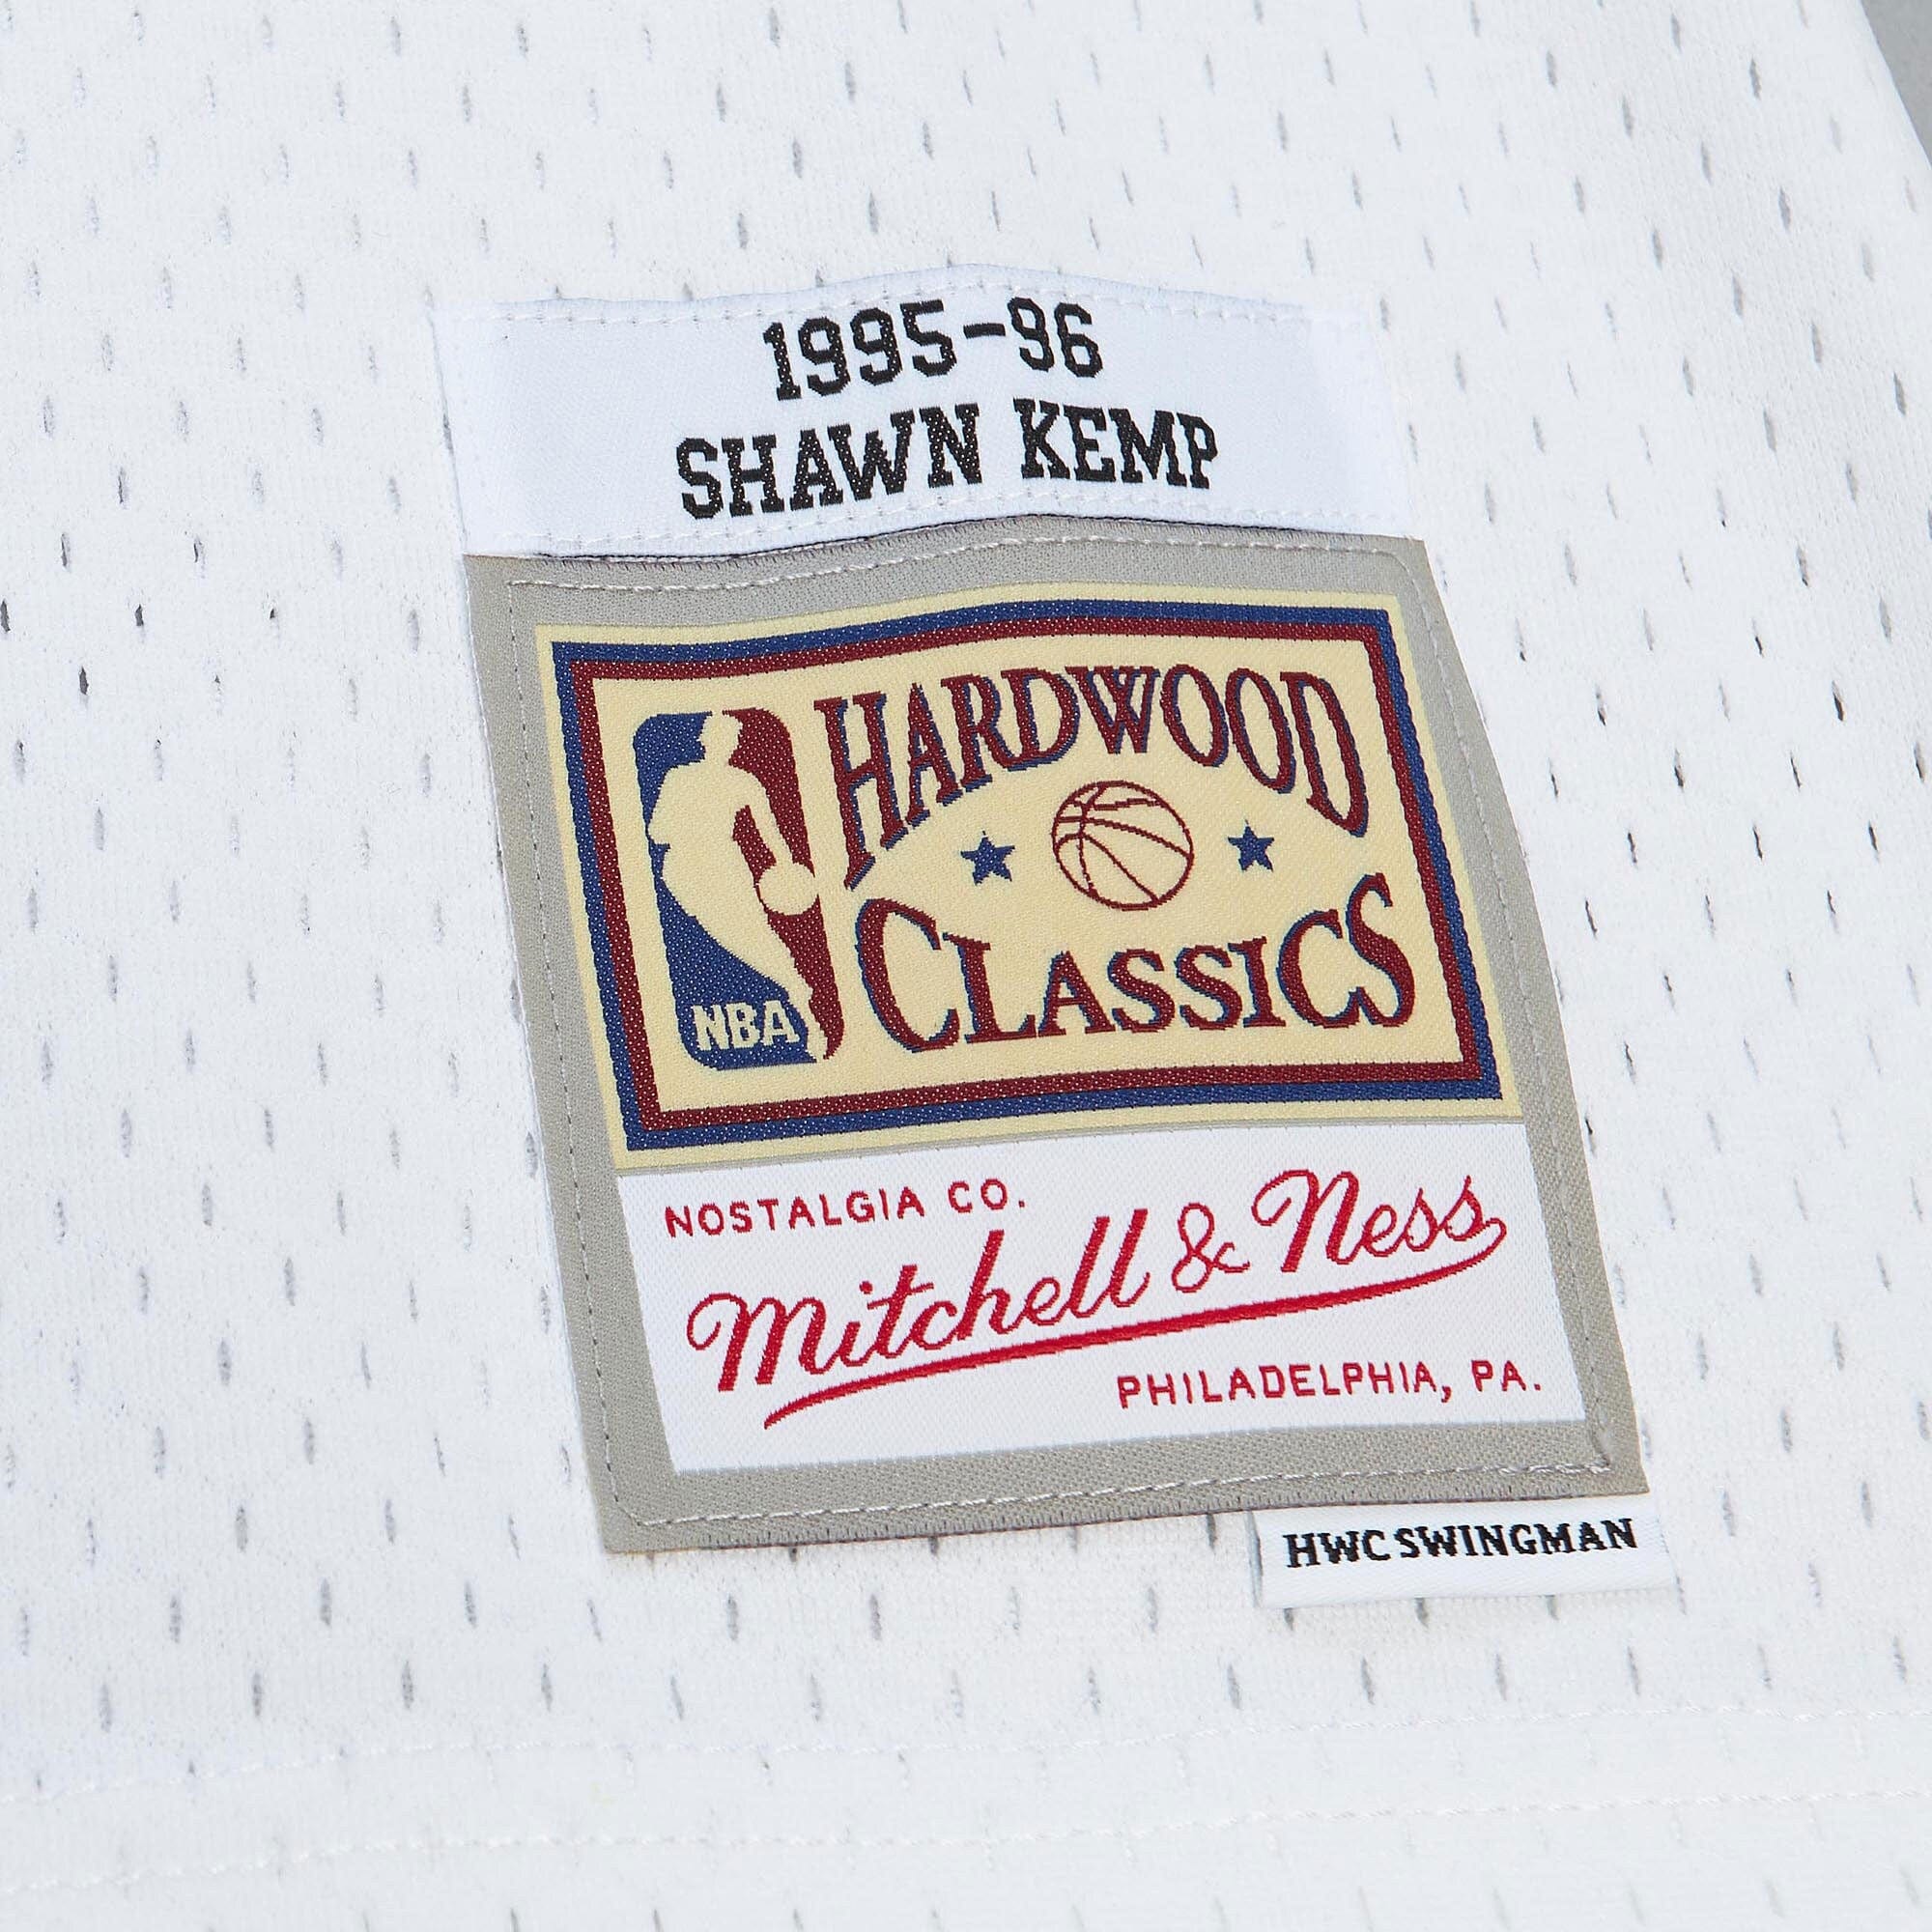 1995-96
SHAWN KEMP
HARDWOOD
CLASSICS
NBA
NOSTALGIA CO.
Mitchell & Ness
PHILADELPHIA, PA.
HWC SWINGMAN